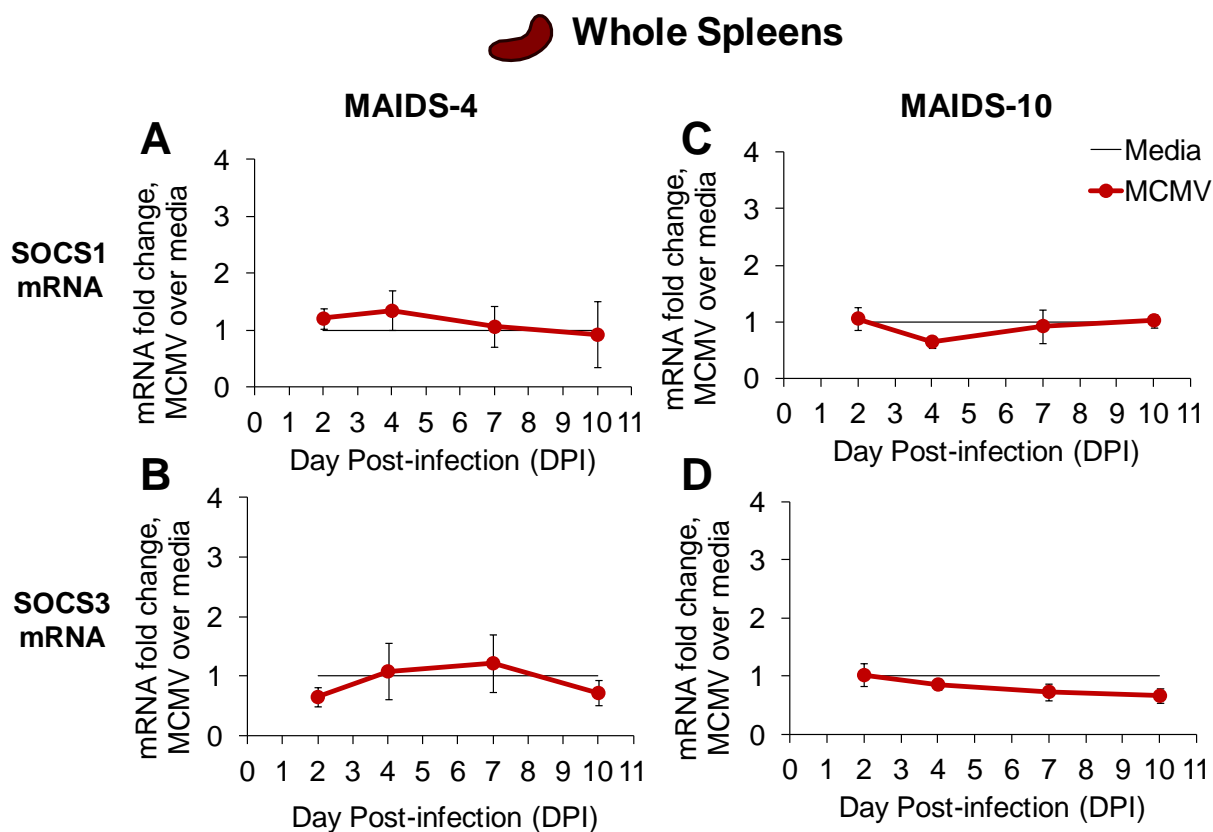 Whole Spleens
MAIDS-4
MAIDS-10
SOCS1
mRNA
A
mRNA fold change,
MCMV over media
4
3
2
1
0
0 1 2 3 4 5 6 7 8 9 10 11
Day Post-infection (DPI)
C
mRNA fold change,
MCMV over media
4
3
2
1
0
0 1 2 3 4 5 6 7 8 9 10 11
Day Post-infection (DPI)
Media
MCMV
SOCS3
mRNA
B
mRNA fold change,
MCMV over media
4
3
2
1
0
0 1 2 3 4 5 6 7 8 9 10 11
Day Post-infection (DPI)
D
mRNA fold change,
MCMV over media
4
3
2
1
0
0 1 2 3 4 5 6 7 8 9 10 11
Day Post-infection (DPI)